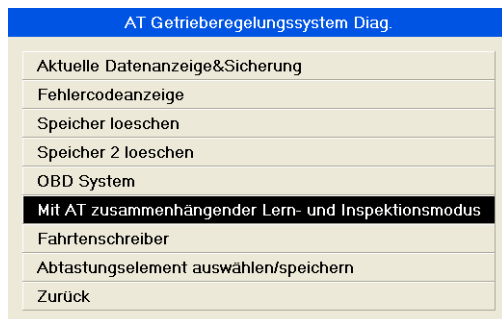 AT Getrieberegelungssystem Diag.
Aktuelle Datenanzeige&Sicherung
Fehlercodeanzeige
Speicher loeschen
Speicher 2 loeschen
OBD System
Mit AT zusammenhängender Lern- und Inspektionsmodus
Fahrtenschreiber
Abtastungselement auswählen/speichern
Zurück